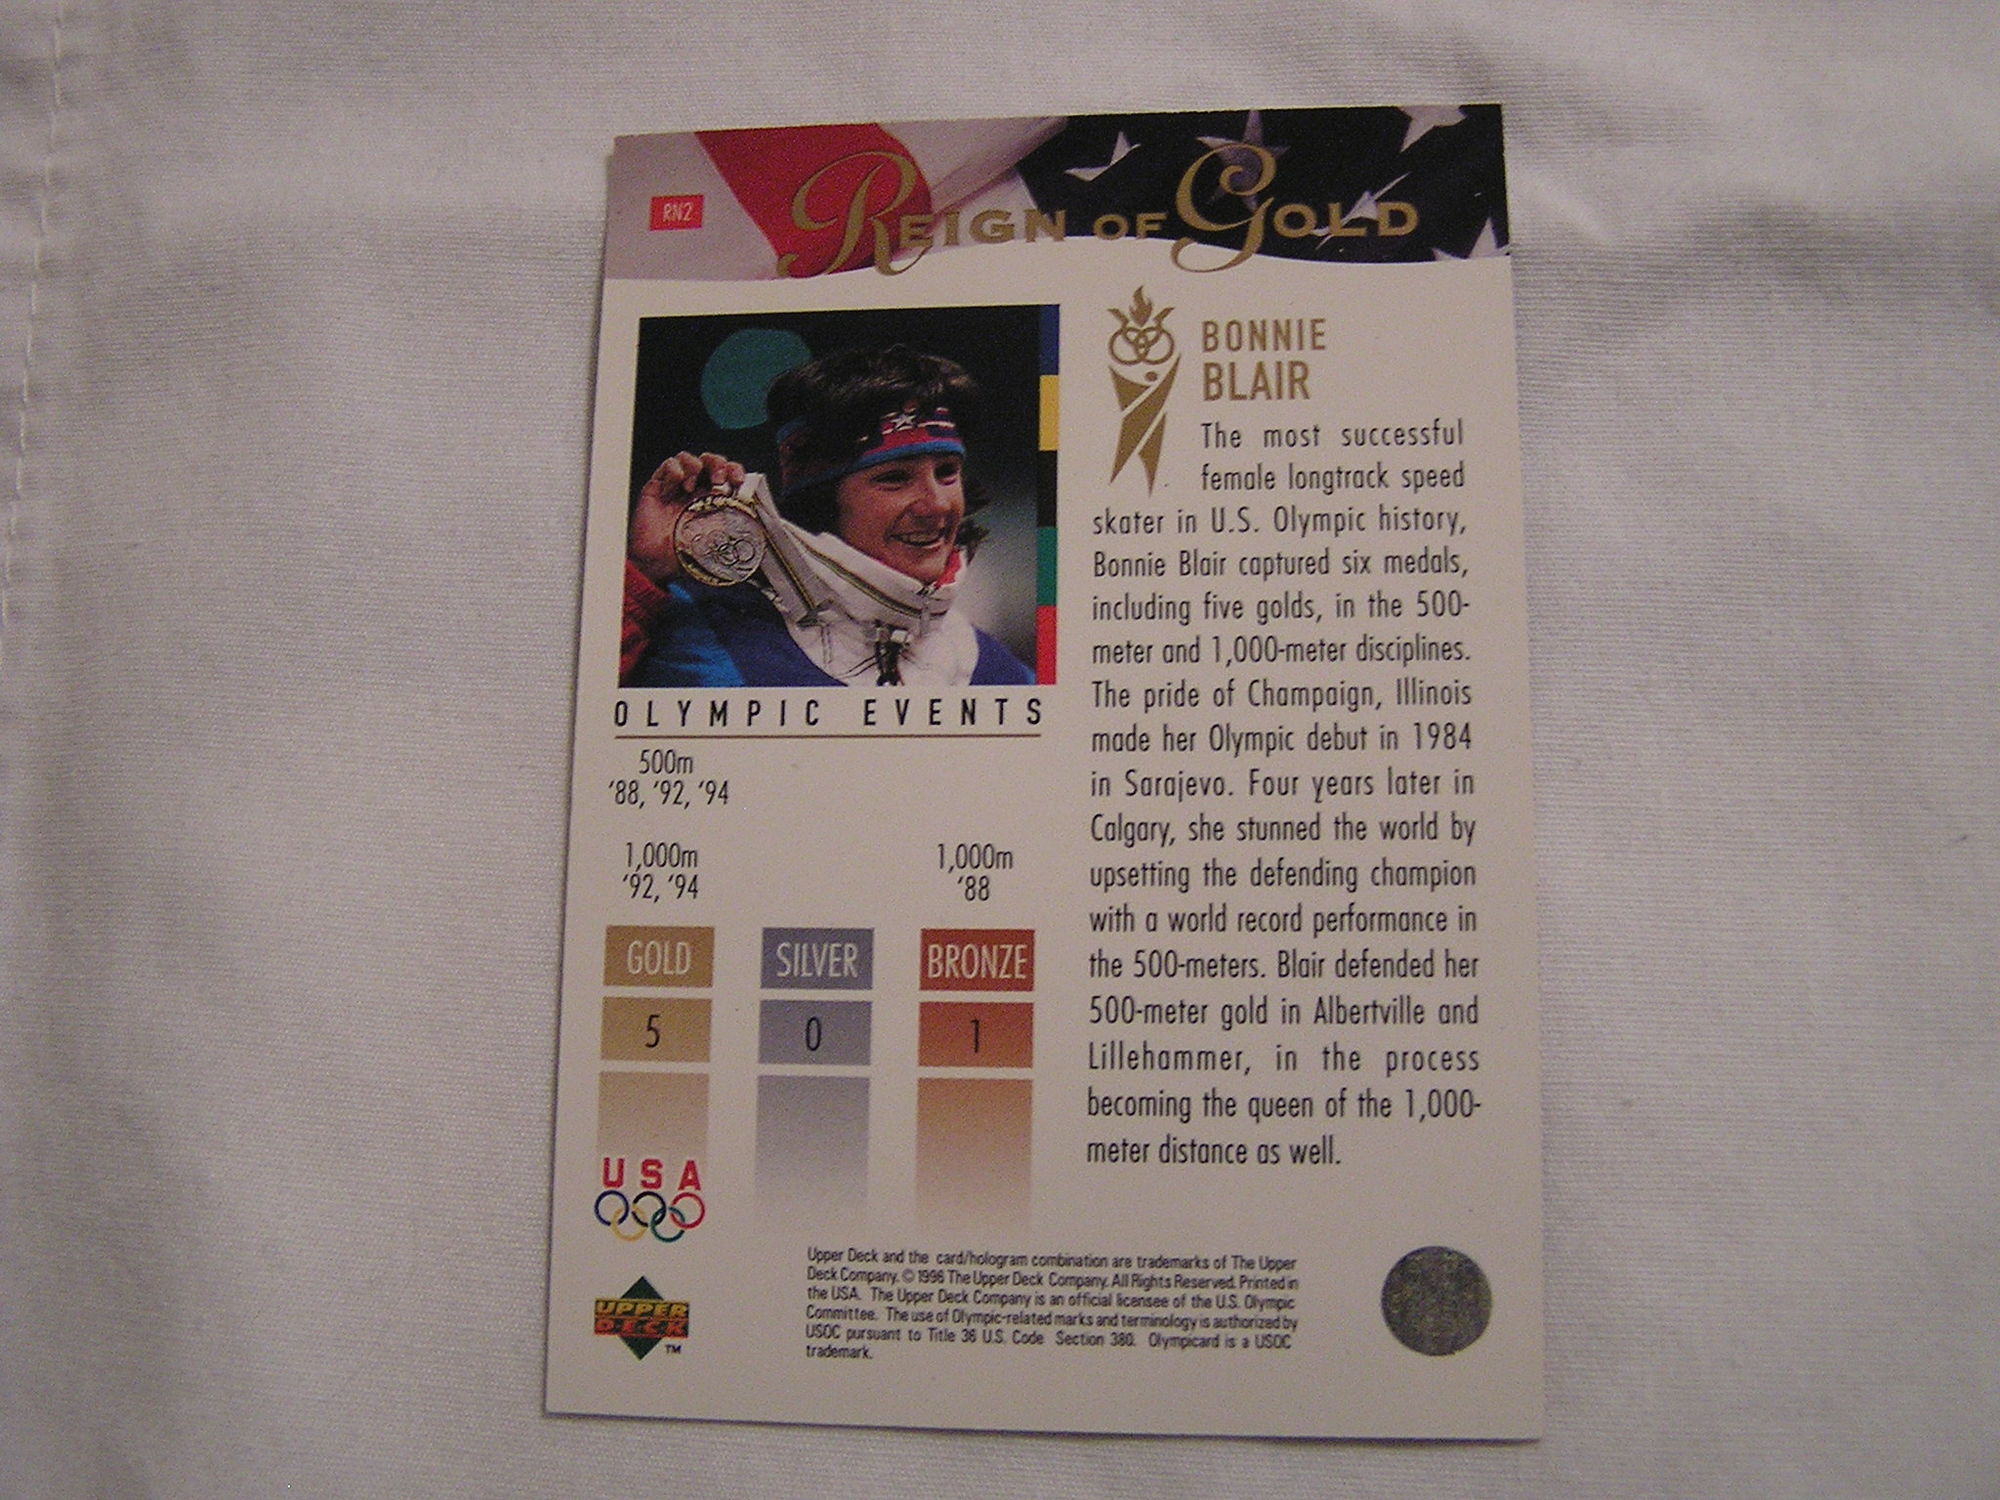 RN2
REIGN OF GOLD
BONNIE
BLAIR
The most successful
female longtrack speed
skater in U.S. Olympic history,
Bonnie Blair captured six medals,
including five golds, in the 500-
meter and 1,000-meter disciplines.
The pride of Champaign, Illinois
made her Olympic debut in 1984
in Sarajevo. Four years later in
Calgary, she stunned the world by
upsetting the defending champion
with a world record performance in
the 500-meters. Blair defended her
500-meter gold in Albertville and
Lillehammer, in the process
becoming the queen of the 1,000-
meter distance as well.
OLYMPIC EVENTS
500m
'88, '92, '94
1,000m
'92, '94
1,000m
'88
GOLD SILVER BRONZE
5 0 1
USA
UPPER
DECK
TM
Upper Deck and the card/hologram combination are trademarks of The Upper
Deck Company. © 1996 The Upper Deck Company. All Rights Reserved. Printed in
the USA. The Upper Deck Company is an official licensee of the U.S. Olympic
Committee. The use of Olympic-related marks and terminology is authorized by
USOC pursuant to Title 36 U.S. Code Section 380. Olympicard is a USOC
trademark.